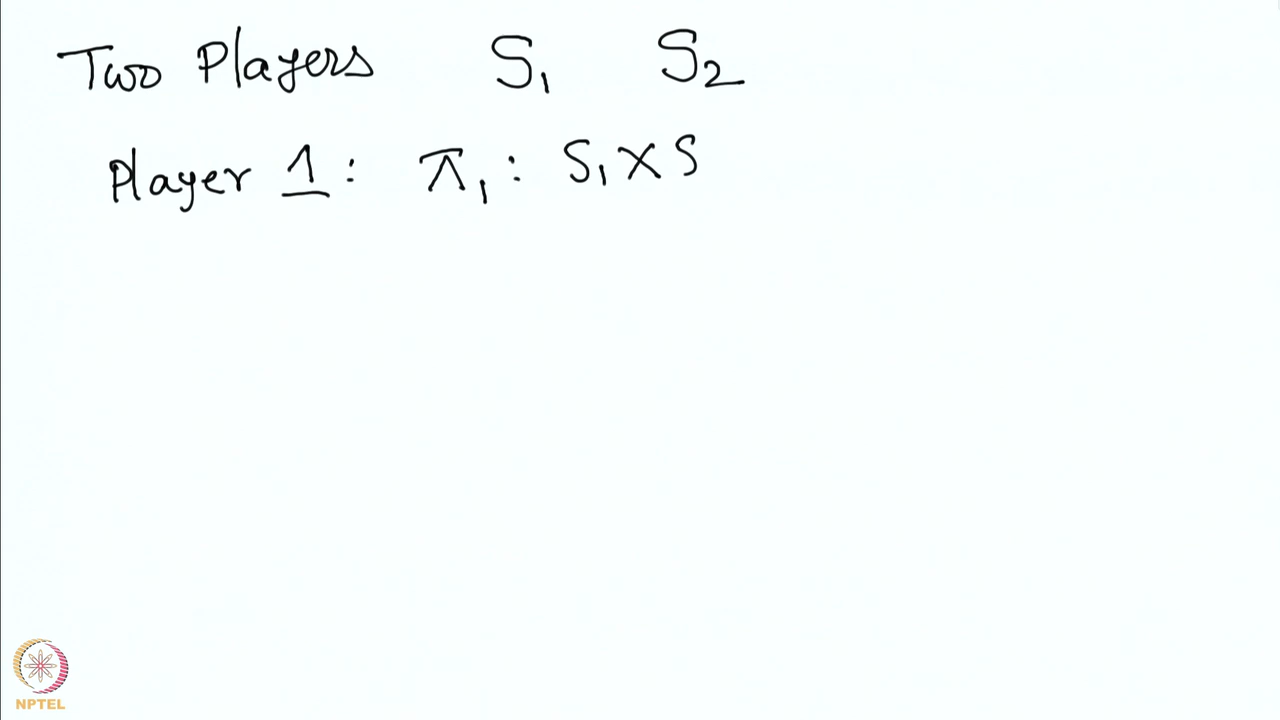 Two Players S₁ S₂
Player 1: π₁ : S₁ × S
NPTEL